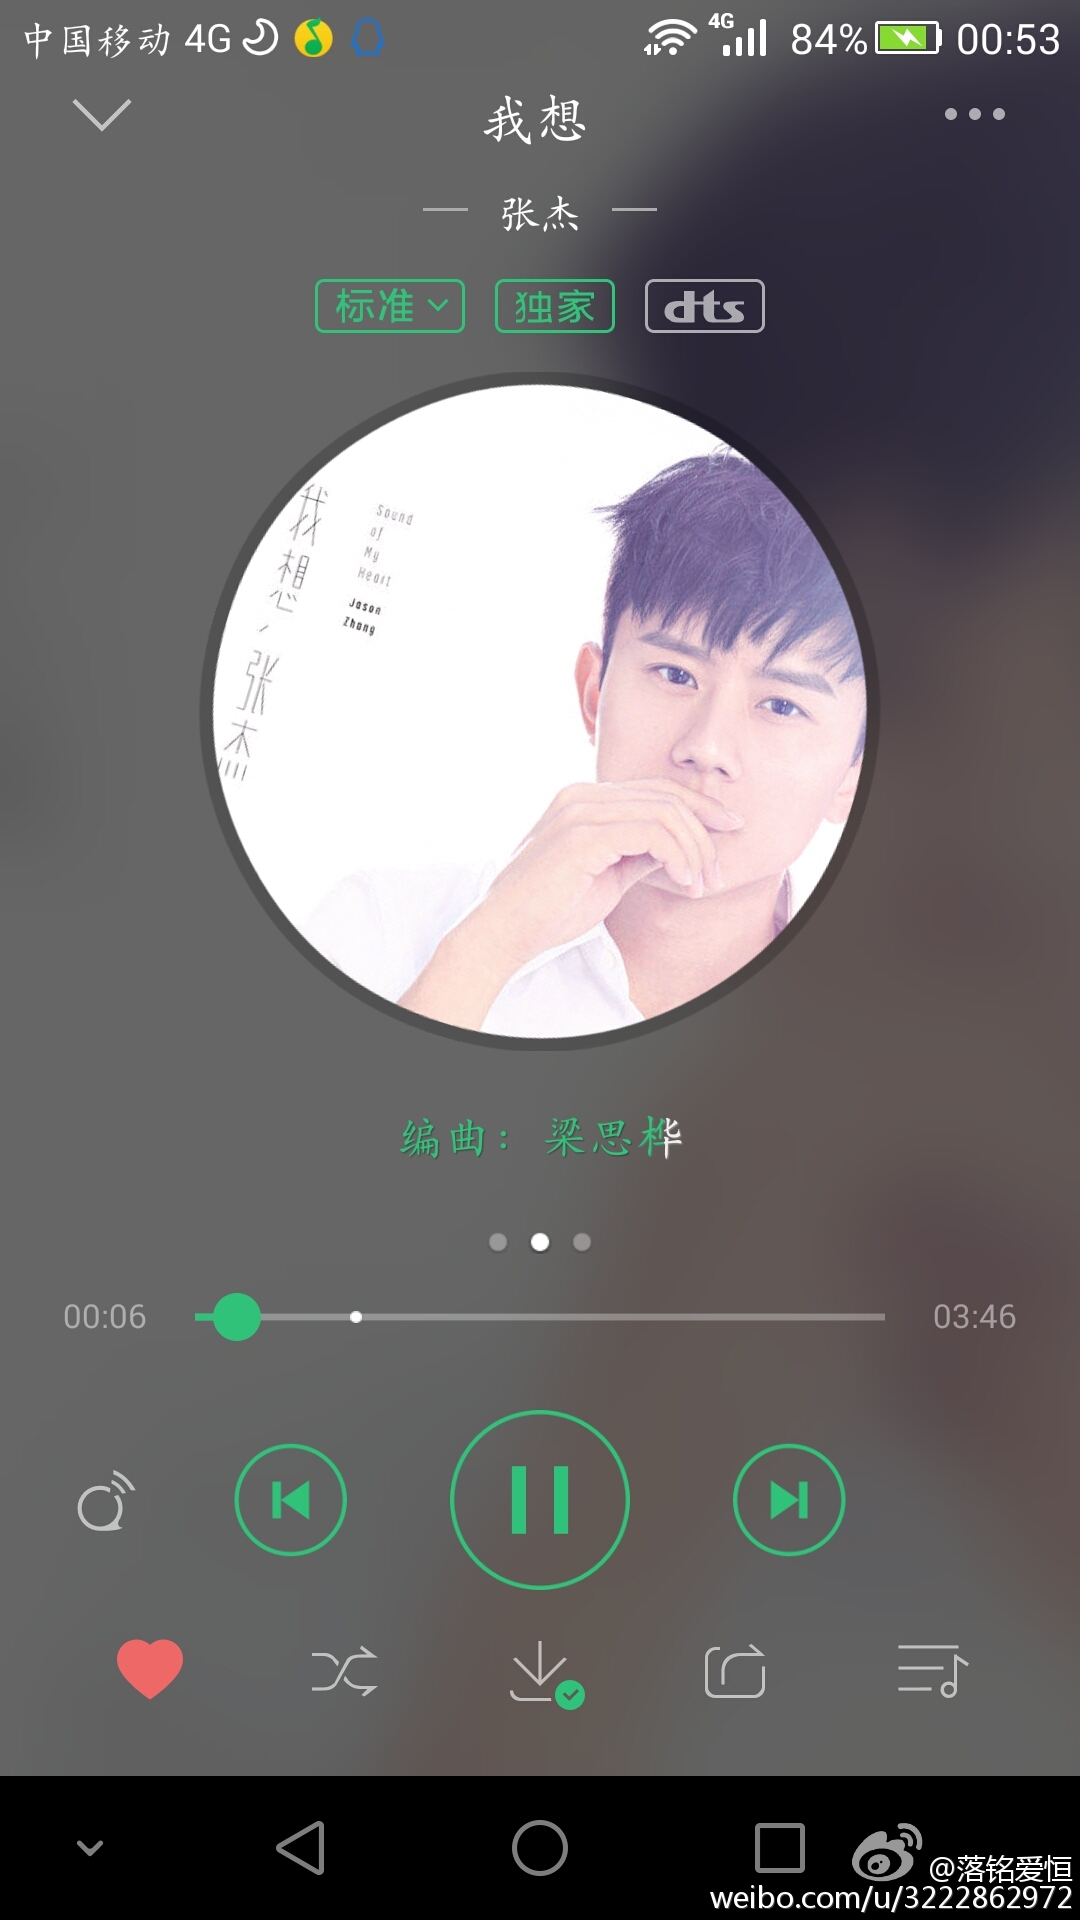 中国移动 4G 4G 84% 00:53
我想
张杰
标准 独家 dts
我想，张杰
Sound
of
My
Heart
Jason
Zhang
编曲：梁思桦
00:06 03:46
@落铭爱恒
weibo.com/u/3222862972